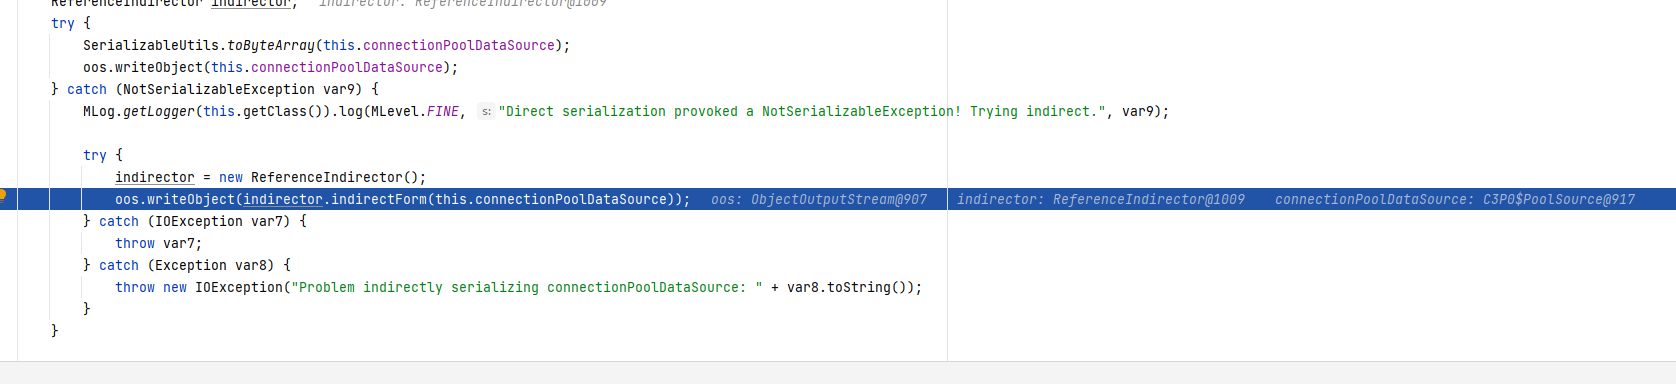 ReferenceIndirector indirector; indirector: ReferenceIndirector@1009
try {
SerializableUtils.toByteArray(this.connectionPoolDataSource);
oos.writeObject(this.connectionPoolDataSource);
} catch (NotSerializableException var9) {
MLog.getLogger(this.getClass()).log(MLevel.FINE, s: "Direct serialization provoked a NotSerializableException! Trying indirect.", var9);
try {
indirector = new ReferenceIndirector();
oos.writeObject(indirector.indirectForm(this.connectionPoolDataSource)); oos: ObjectOutputStream@907 indirector: ReferenceIndirector@1009 connectionPoolDataSource: C3P0$PoolSource@917
} catch (IOException var7) {
throw var7;
} catch (Exception var8) {
throw new IOException("Problem indirectly serializing connectionPoolDataSource: " + var8.toString());
}
}